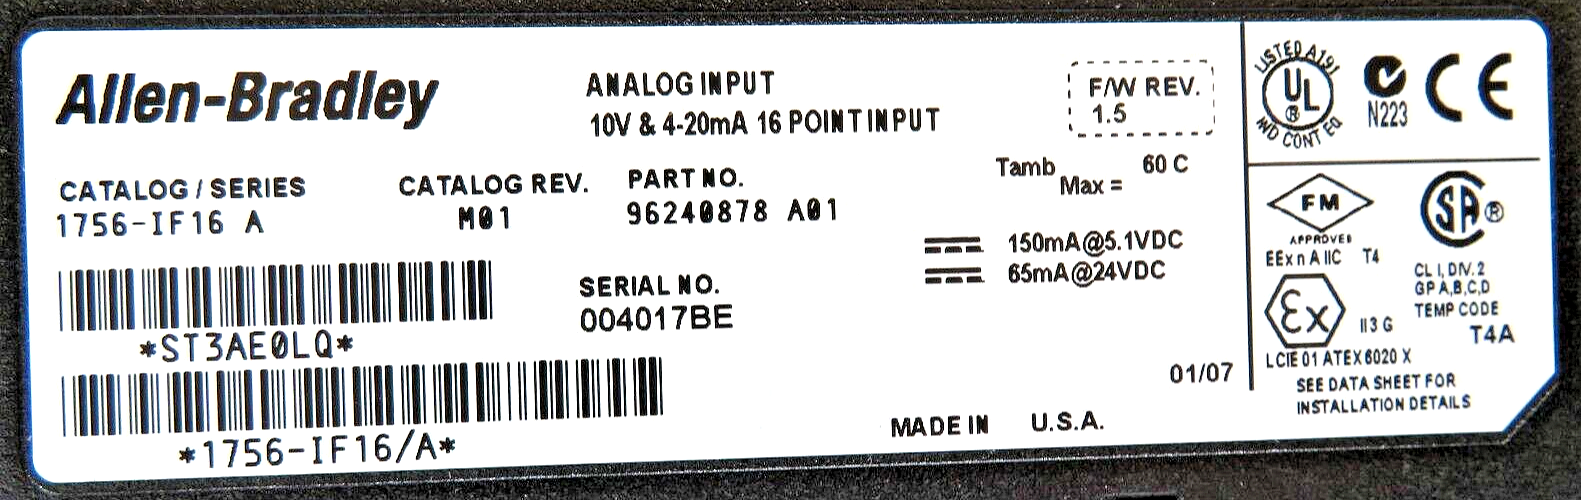 Allen-Bradley
ANALOG INPUT
10V & 4-20mA 16 POINT INPUT
F/W REV.
1.5
CATALOG / SERIES
1756-IF16 A
CATALOG REV.
M01
PART NO.
96240878 A01
Tamb Max = 60 C
150mA@5.1VDC
65mA@24VDC
SERIAL NO.
004017BE
*ST3AE0LQ*
*1756-IF16/A*
01/07
MADE IN U.S.A.
LISTED A191
UL
®
IND CONT EQ
N223
CE
FM
APPROVED
EEx n A IIC T4
SA ®
CL I, DIV. 2
GP A,B,C,D
TEMP CODE
T4A
Ex
II 3 G
LCIE 01 ATEX 6020 X
SEE DATA SHEET FOR
INSTALLATION DETAILS